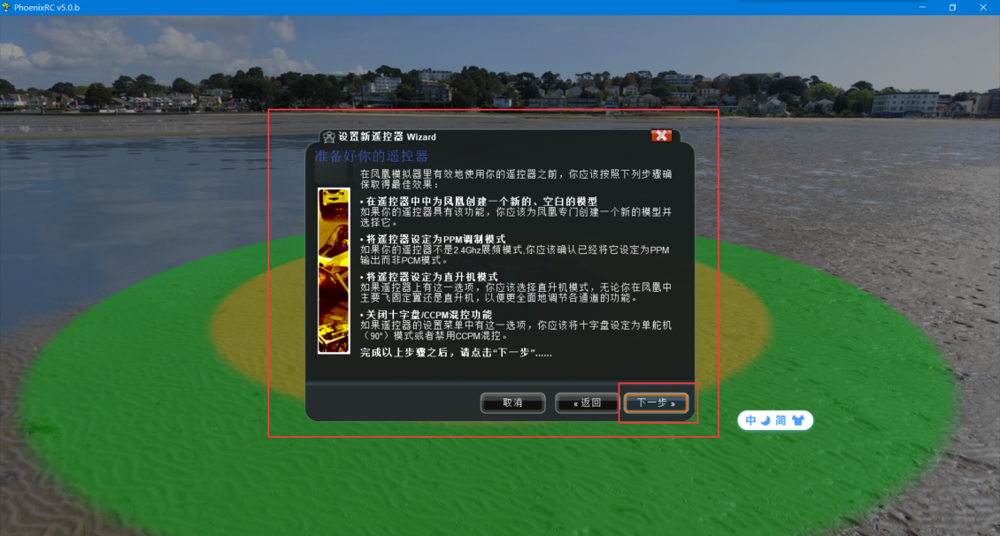 PhoenixRC v5.0.b
设置新遥控器 Wizard
准备好你的遥控器
在凤凰模拟器里有效地使用你的遥控器之前，你应该按照下列步骤确
保取得最佳效果：
• 在遥控器中中为凤凰创建一个新的、空白的模型
如果你的遥控器具有该功能，你应该为凤凰专门创建一个新的模型并
选择它。
• 将遥控器设定为PPM调制模式
如果你的遥控器不是2.4Ghz展频模式,你应该确认已经将它设定为PPM
输出而非PCM模式。
• 将遥控器设定为直升机模式
如果遥控器上有这一选项，你应该选择直升机模式，无论你在凤凰中
主要飞固定翼还是直升机，以便更全面地调节各通道的功能。
• 关闭十字盘/CCPM混控功能
如果遥控器的设置菜单中有这一选项，你应该将十字盘设定为单舵机
（90°）模式或者禁用CCPM混控。
完成以上步骤之后，请点击“下一步”......
取消
« 返回
下一步 »
中 简